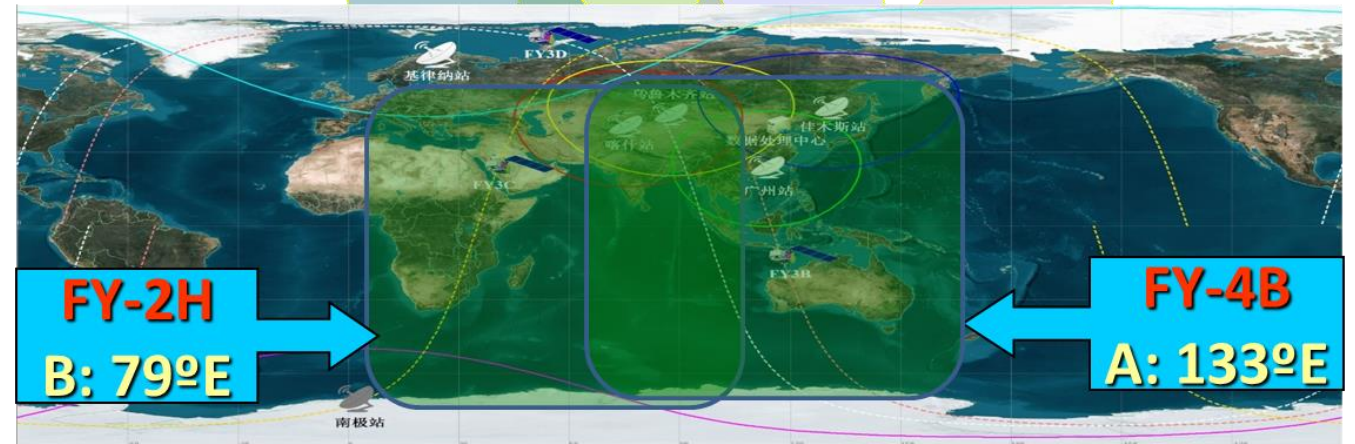 FY3D
基律纳站
乌鲁木齐站
喀什站
佳木斯站
数据处理中心
广州站
FY3C
FY3B
FY-2H
B: 79ºE
FY-4B
A: 133ºE
南极站